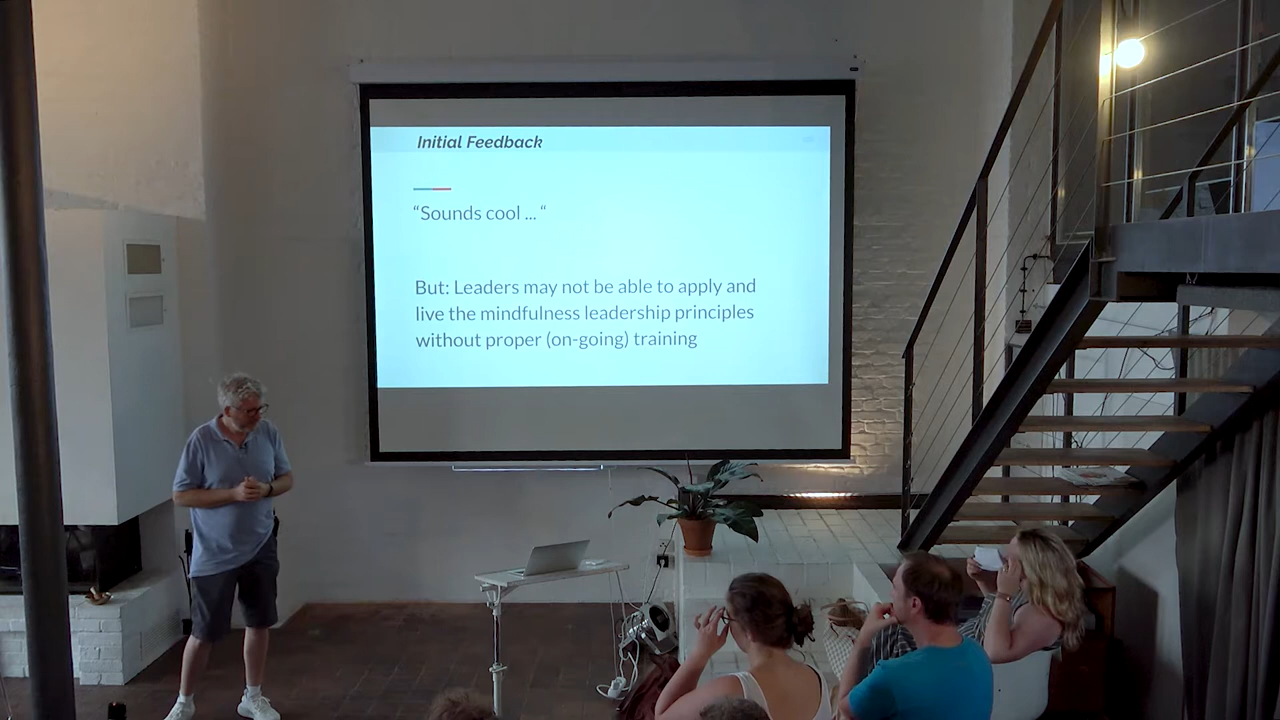 Initial Feedback
“Sounds cool ... “
But: Leaders may not be able to apply and
live the mindfulness leadership principles
without proper (on-going) training